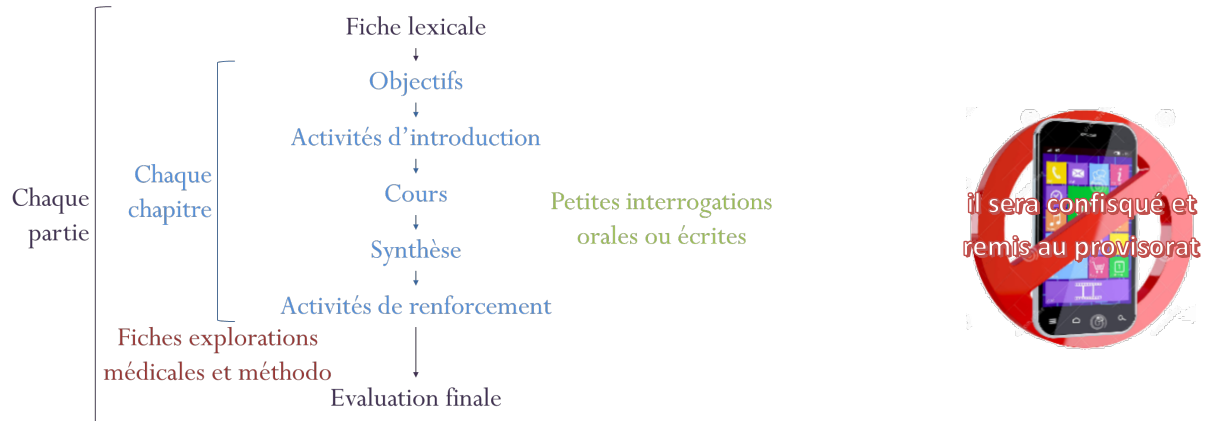 Fiche lexicale
Objectifs
Activités d’introduction
Chaque
chapitre
Cours
Chaque
partie
Petites interrogations
orales ou écrites
Synthèse
Activités de renforcement
Fiches explorations
médicales et méthodo
Evaluation finale
il sera confisqué et
remis au provisorat